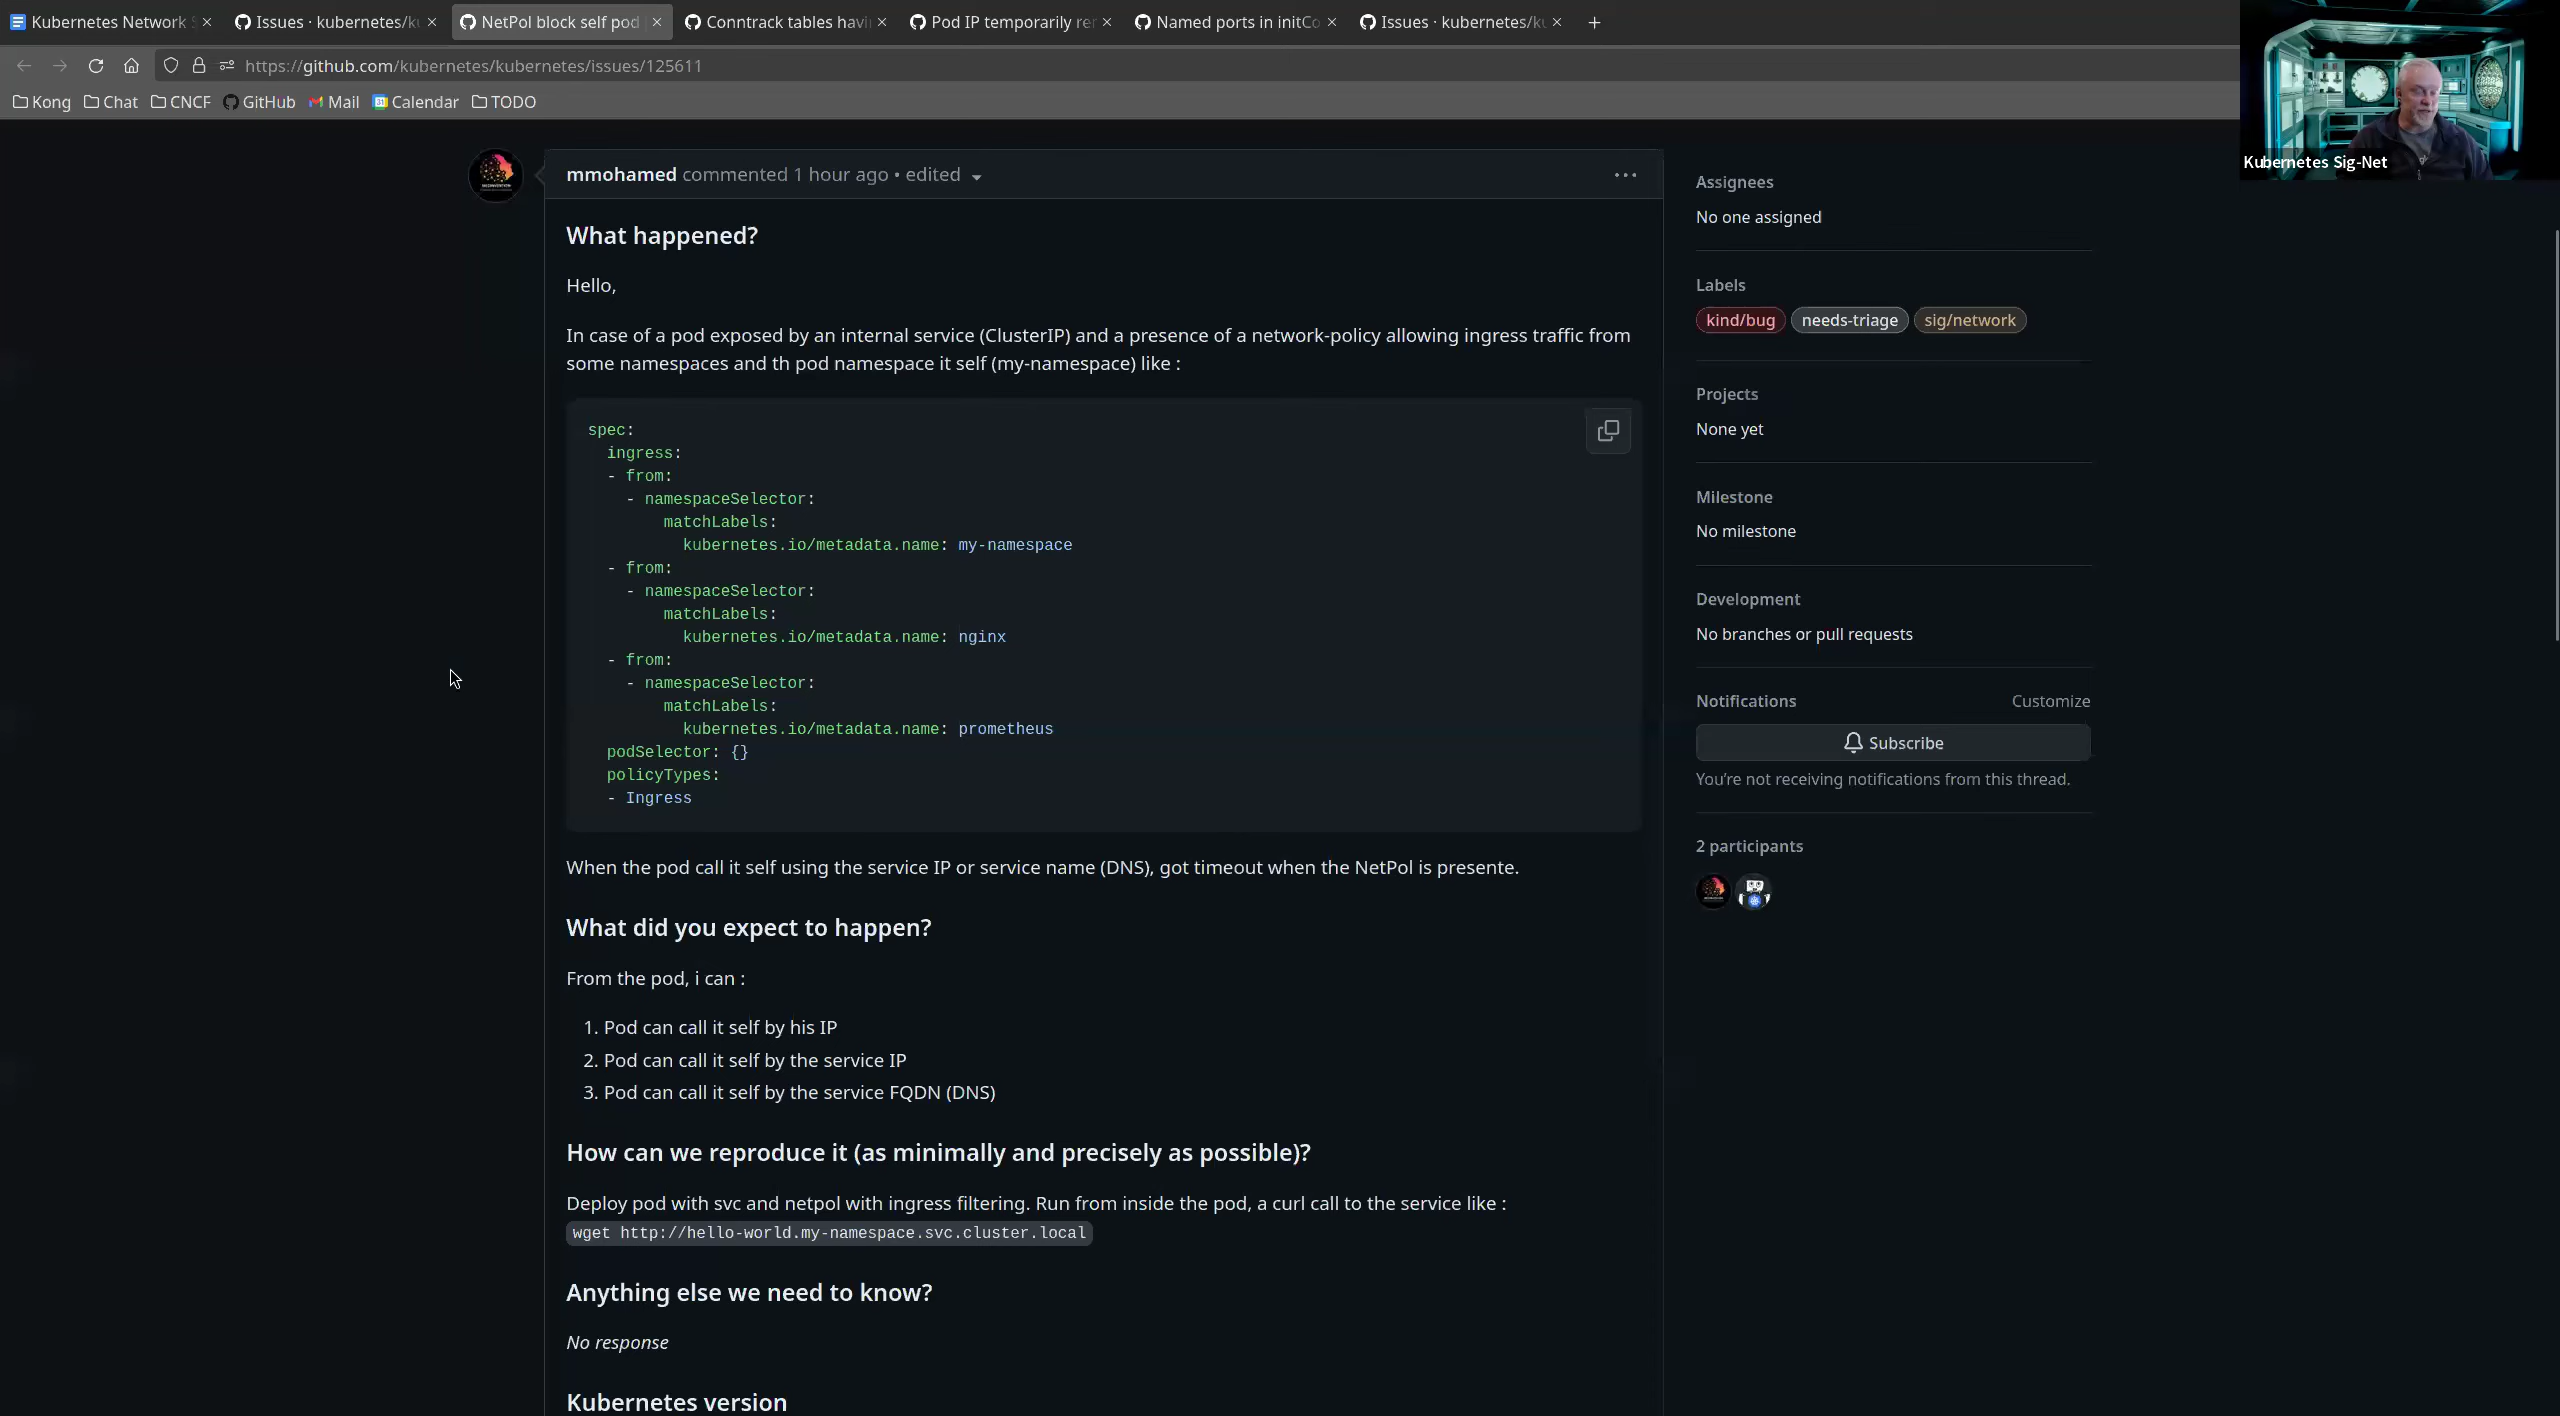 Kubernetes Network
Issues · kubernetes/k
NetPol block self pod
Conntrack tables havi
Pod IP temporarily re
Named ports in initCo
Issues · kubernetes/k
https://github.com/kubernetes/kubernetes/issues/125611
Kong Chat CNCF GitHub Mail Calendar TODO
Kubernetes Sig-Net
mmohamed commented 1 hour ago • edited
What happened?
Hello,
In case of a pod exposed by an internal service (ClusterIP) and a presence of a network-policy allowing ingress traffic from
some namespaces and th pod namespace it self (my-namespace) like :
spec:
  ingress:
  - from:
    - namespaceSelector:
        matchLabels:
          kubernetes.io/metadata.name: my-namespace
  - from:
    - namespaceSelector:
        matchLabels:
          kubernetes.io/metadata.name: nginx
  - from:
    - namespaceSelector:
        matchLabels:
          kubernetes.io/metadata.name: prometheus
  podSelector: {}
  policyTypes:
  - Ingress
When the pod call it self using the service IP or service name (DNS), got timeout when the NetPol is presente.
What did you expect to happen?
From the pod, i can :
1. Pod can call it self by his IP
2. Pod can call it self by the service IP
3. Pod can call it self by the service FQDN (DNS)
How can we reproduce it (as minimally and precisely as possible)?
Deploy pod with svc and netpol with ingress filtering. Run from inside the pod, a curl call to the service like :
wget http://hello-world.my-namespace.svc.cluster.local
Anything else we need to know?
No response
Kubernetes version
Assignees
No one assigned
Labels
kind/bug needs-triage sig/network
Projects
None yet
Milestone
No milestone
Development
No branches or pull requests
Notifications Customize
Subscribe
You're not receiving notifications from this thread.
2 participants